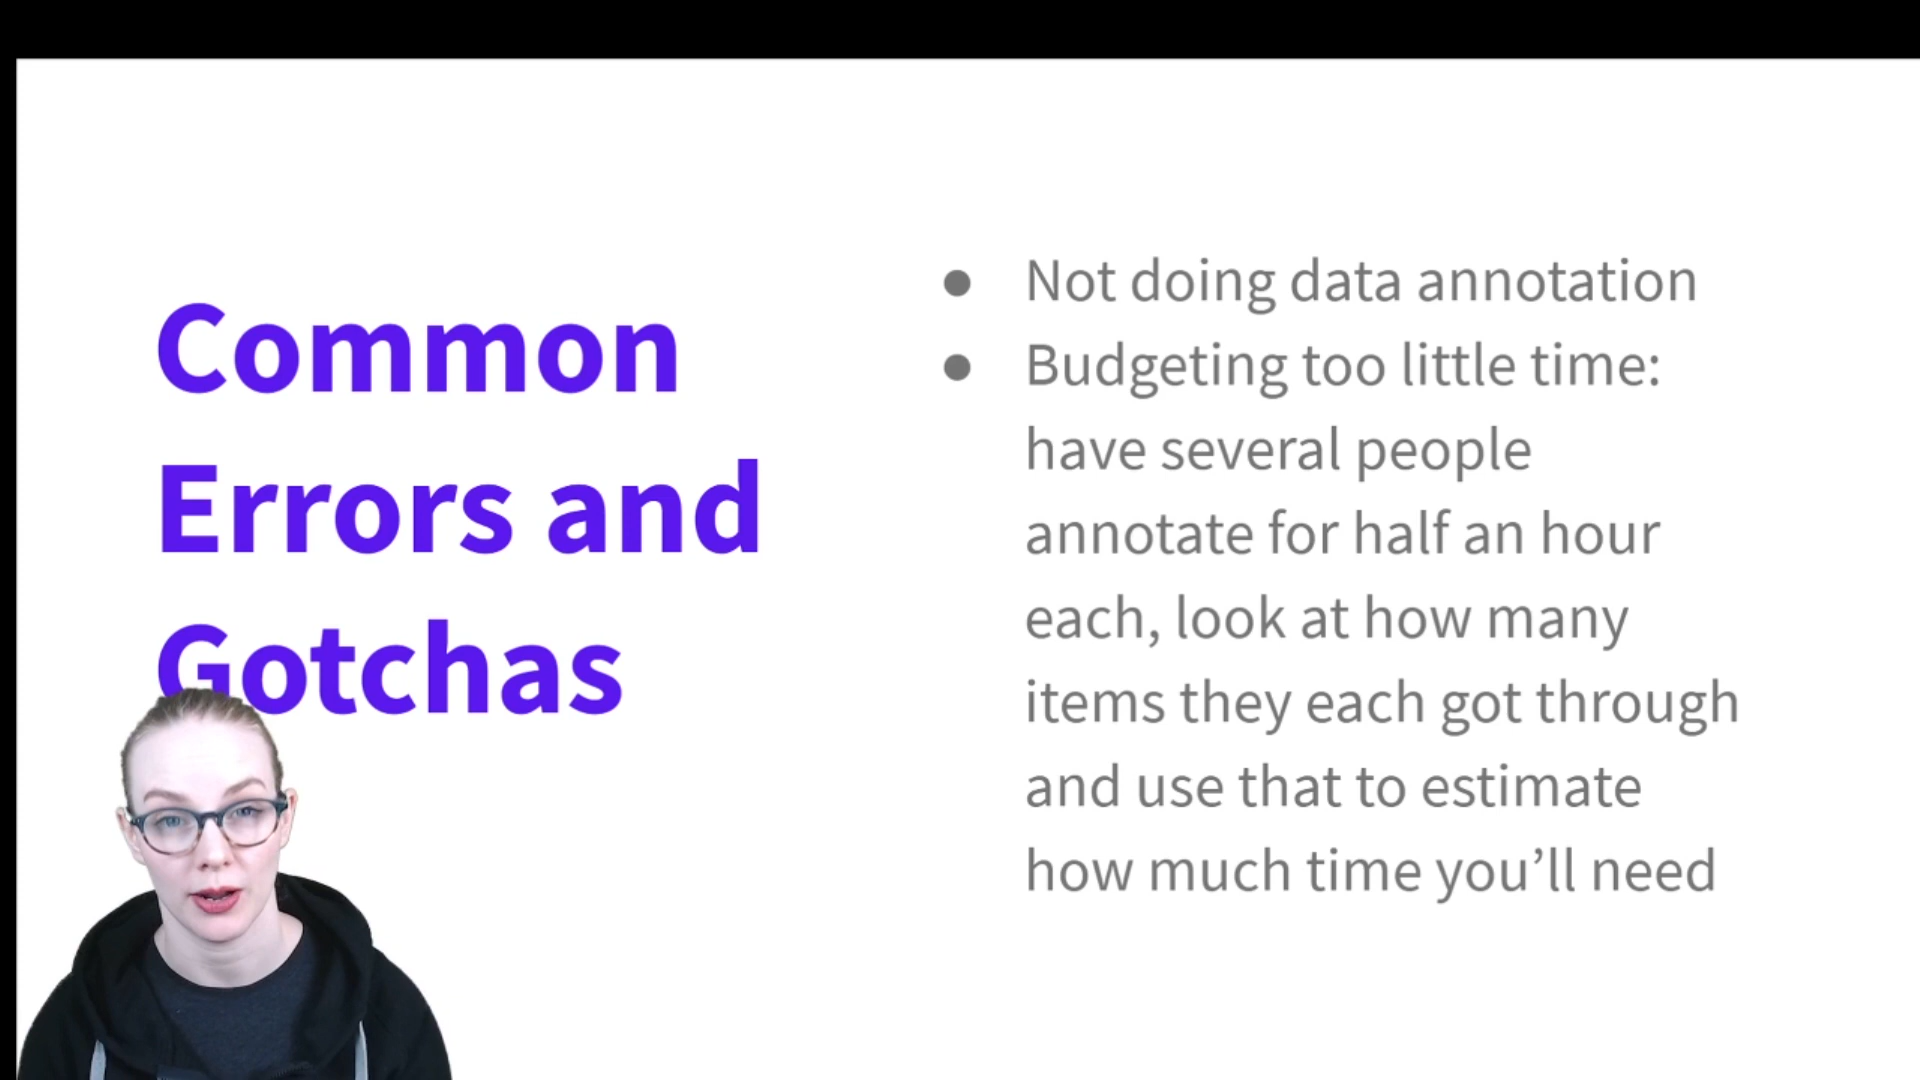 Common
Errors and
Gotchas
● Not doing data annotation
● Budgeting too little time:
have several people
annotate for half an hour
each, look at how many
items they each got through
and use that to estimate
how much time you’ll need